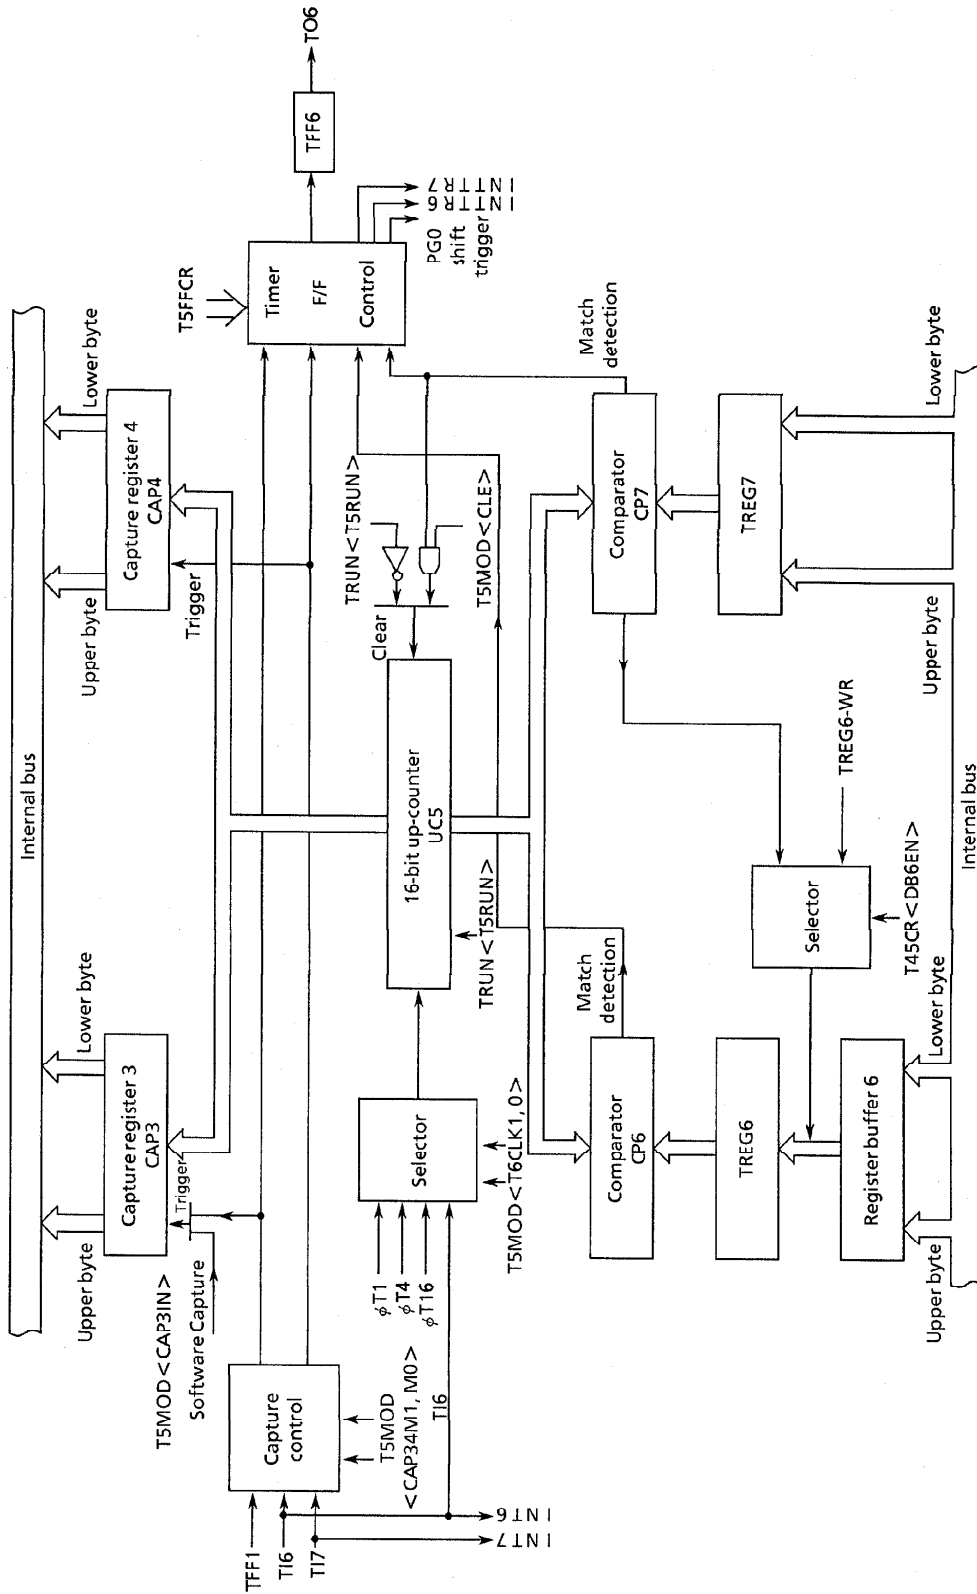 Internal bus
Upper byte
Lower byte
Upper byte
Lower byte
Capture register 3
CAP3
Capture register 4
CAP4
T5MOD<CAP3IN>
Software Capture
Trigger
Trigger
TFF1
TI6
TI7
Capture
control
T5MOD
<CAP34M1, M0>
INT7
INT6
TI6
φT1
φT4
φT16
Selector
T5MOD<T6CLK1, 0>
16-bit up-counter
UC5
TRUN<T5RUN>
Clear
TRUN<T5RUN>
T5MOD<CLE>
T5FFCR
Timer
F/F
Control
TFF6
TO6
PG0
shift
trigger
INTTR6
INTTR7
Comparator
CP6
Match
detection
Comparator
CP7
Match
detection
TREG6
TREG7
Register buffer 6
Selector
TREG6-WR
T45CR<DB6EN>
Upper byte
Lower byte
Upper byte
Lower byte
Internal bus